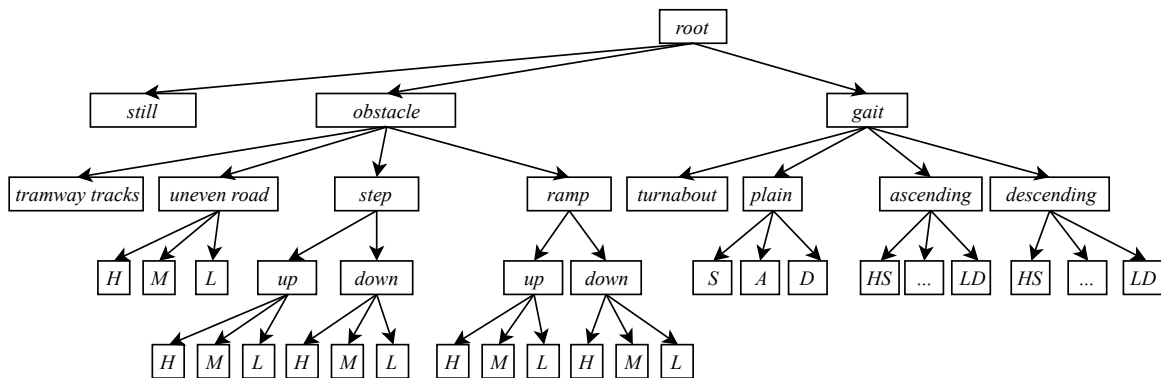 root
still obstacle gait
tramway tracks uneven road step ramp turnabout plain ascending descending
H M L up down up down S A D HS ... LD HS ... LD
H M L H M L H M L H M L